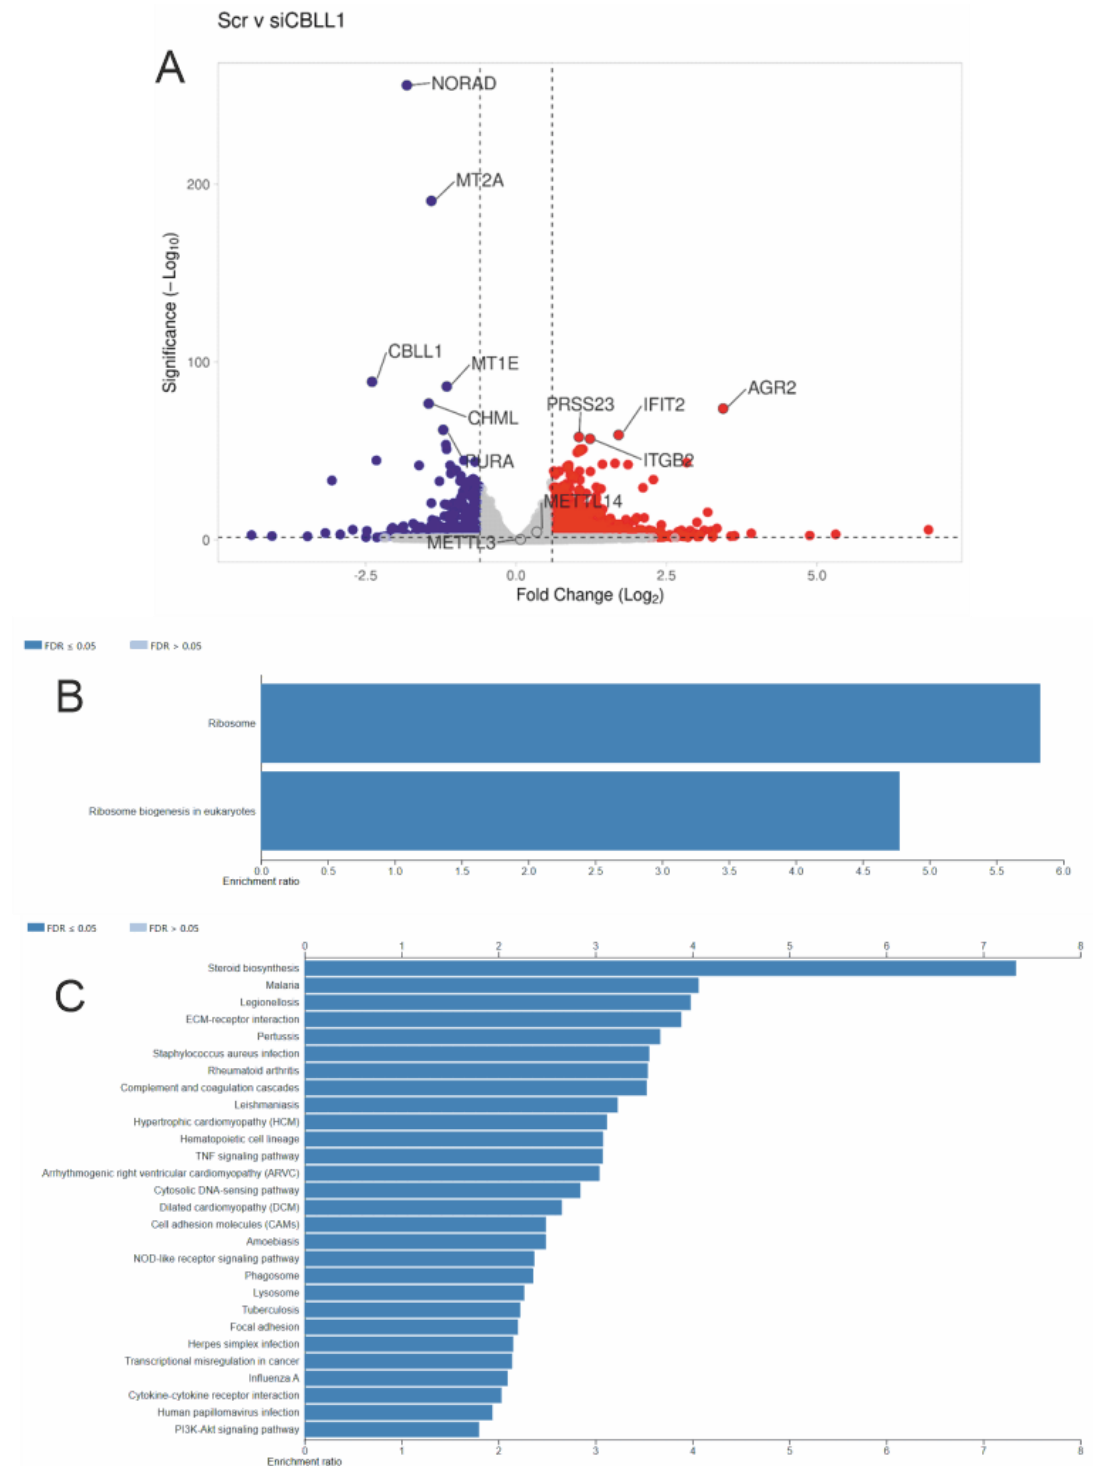 Scr v siCBLL1
A
NORAD
MT2A
200
CBLL1
MT1E
100
CHML
PURA
PRSS23
IFIT2
AGR2
ITGB2
METTL14
METTL3
0
-2.5
0.0
2.5
5.0
Significance (−Log10)
Fold Change (Log2)
FDR ≤ 0.05
FDR > 0.05
B
Ribosome
Ribosome biogenesis in eukaryotes
0.0 0.5 1.0 1.5 2.0 2.5 3.0 3.5 4.0 4.5 5.0 5.5 6.0
Enrichment ratio
FDR ≤ 0.05
FDR > 0.05
0 1 2 3 4 5 6 7 8
C
Steroid biosynthesis
Malaria
Legionellosis
ECM-receptor interaction
Pertussis
Staphylococcus aureus infection
Rheumatoid arthritis
Complement and coagulation cascades
Leishmaniasis
Hypertrophic cardiomyopathy (HCM)
Hematopoietic cell lineage
TNF signaling pathway
Arrhythmogenic right ventricular cardiomyopathy (ARVC)
Cytosolic DNA-sensing pathway
Dilated cardiomyopathy (DCM)
Cell adhesion molecules (CAMs)
Amoebiasis
NOD-like receptor signaling pathway
Phagosome
Lysosome
Tuberculosis
Focal adhesion
Herpes simplex infection
Transcriptional misregulation in cancer
Influenza A
Cytokine-cytokine receptor interaction
Human papillomavirus infection
PI3K-Akt signaling pathway
0 1 2 3 4 5 6 7 8
Enrichment ratio